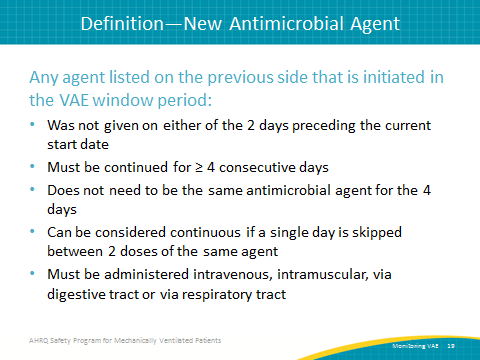 Definition—New Antimicrobial Agent
Any agent listed on the previous side that is initiated in
the VAE window period:
• Was not given on either of the 2 days preceding the current
start date
• Must be continued for ≥ 4 consecutive days
• Does not need to be the same antimicrobial agent for the 4
days
• Can be considered continuous if a single day is skipped
between 2 doses of the same agent
• Must be administered intravenous, intramuscular, via
digestive tract or via respiratory tract
AHRQ Safety Program for Mechanically Ventilated Patients
Monitoring VAE 19